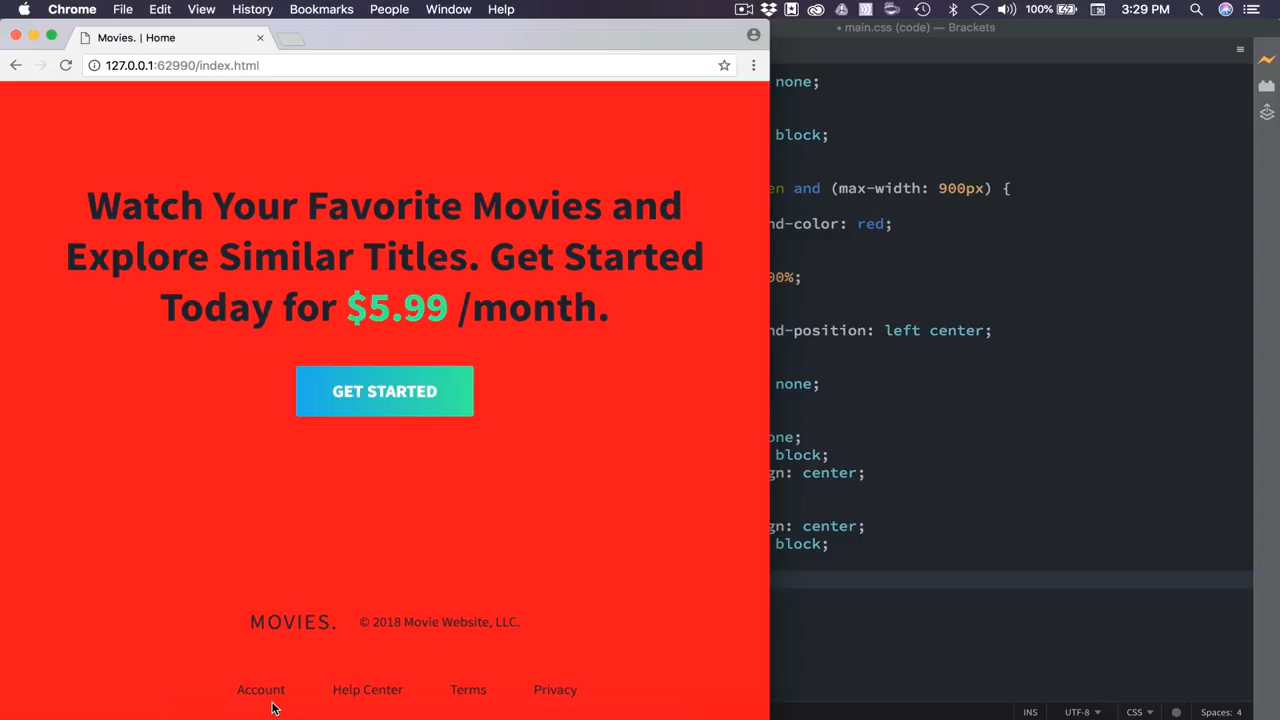 Chrome File Edit View History Bookmarks People Window Help 100% 3:29 PM
Movies. | Home
127.0.0.1:62990/index.html
Watch Your Favorite Movies and
Explore Similar Titles. Get Started
Today for $5.99 /month.
GET STARTED
MOVIES. © 2018 Movie Website, LLC.
Account Help Center Terms Privacy
• main.css (code) — Brackets
none;
block;
en and (max-width: 900px) {
nd-color: red;
00%;
nd-position: left center;
none;
one;
block;
gn: center;
gn: center;
block;
INS UTF-8 CSS Spaces: 4